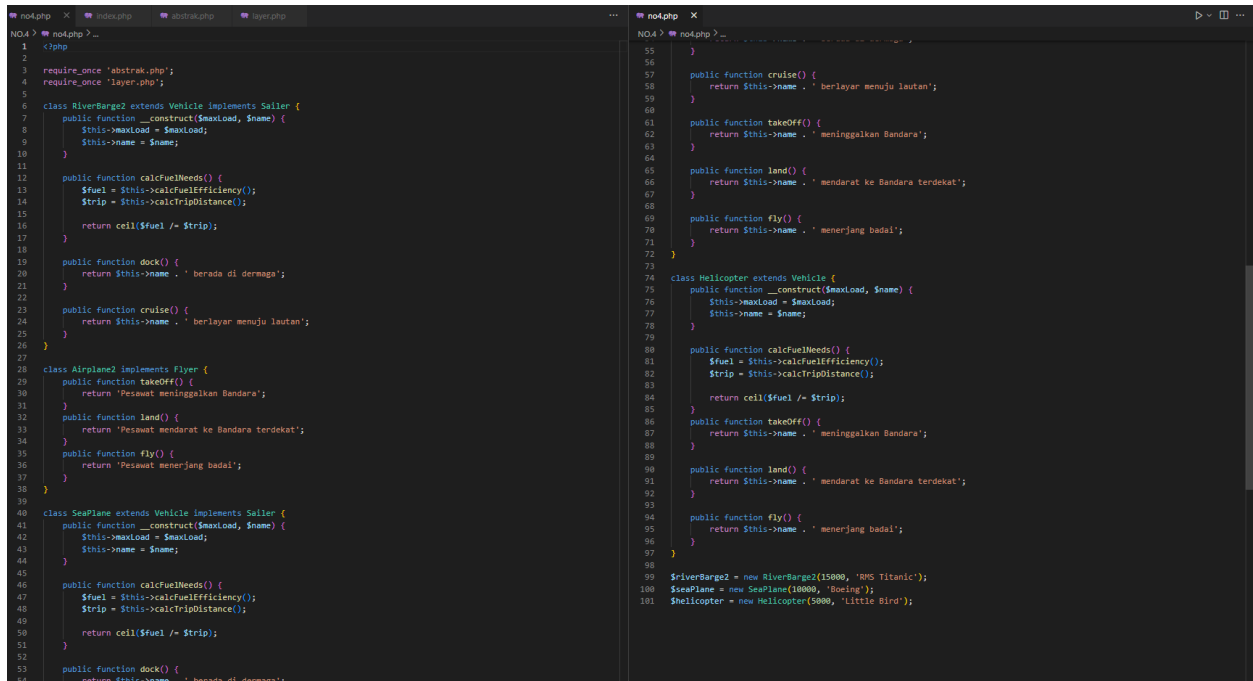 no4.php × index.php abstrak.php layer.php ...
NO.4 > no4.php > ...
1 <?php
2
3 require_once 'abstrak.php';
4 require_once 'layer.php';
5
6 class RiverBarge2 extends Vehicle implements Sailer {
7 public function __construct($maxLoad, $name) {
8 $this->maxLoad = $maxLoad;
9 $this->name = $name;
10 }
11
12 public function calcFuelNeeds() {
13 $fuel = $this->calcFuelEfficiency();
14 $trip = $this->calcTripDistance();
15
16 return ceil($fuel /= $trip);
17 }
18
19 public function dock() {
20 return $this->name . ' berada di dermaga';
21 }
22
23 public function cruise() {
24 return $this->name . ' berlayar menuju lautan';
25 }
26 }
27
28 class Airplane2 implements Flyer {
29 public function takeOff() {
30 return 'Pesawat meninggalkan Bandara';
31 }
32 public function land() {
33 return 'Pesawat mendarat ke Bandara terdekat';
34 }
35 public function fly() {
36 return 'Pesawat menerjang badai';
37 }
38 }
39
40 class SeaPlane extends Vehicle implements Sailer {
41 public function __construct($maxLoad, $name) {
42 $this->maxLoad = $maxLoad;
43 $this->name = $name;
44 }
45
46 public function calcFuelNeeds() {
47 $fuel = $this->calcFuelEfficiency();
48 $trip = $this->calcTripDistance();
49
50 return ceil($fuel /= $trip);
51 }
52
53 public function dock() {
54 return $this->name . ' berada di dermaga';
no4.php × ...
NO.4 > no4.php > ...
55 }
56
57 public function cruise() {
58 return $this->name . ' berlayar menuju lautan';
59 }
60
61 public function takeOff() {
62 return $this->name . ' meninggalkan Bandara';
63 }
64
65 public function land() {
66 return $this->name . ' mendarat ke Bandara terdekat';
67 }
68
69 public function fly() {
70 return $this->name . ' menerjang badai';
71 }
72 }
73
74 class Helicopter extends Vehicle {
75 public function __construct($maxLoad, $name) {
76 $this->maxLoad = $maxLoad;
77 $this->name = $name;
78 }
79
80 public function calcFuelNeeds() {
81 $fuel = $this->calcFuelEfficiency();
82 $trip = $this->calcTripDistance();
83
84 return ceil($fuel /= $trip);
85 }
86 public function takeOff() {
87 return $this->name . ' meninggalkan Bandara';
88 }
89
90 public function land() {
91 return $this->name . ' mendarat ke Bandara terdekat';
92 }
93
94 public function fly() {
95 return $this->name . ' menerjang badai';
96 }
97 }
98
99 $riverBarge2 = new RiverBarge2(15000, 'RMS Titanic');
100 $seaPlane = new SeaPlane(10000, 'Boeing');
101 $helicopter = new Helicopter(5000, 'Little Bird');